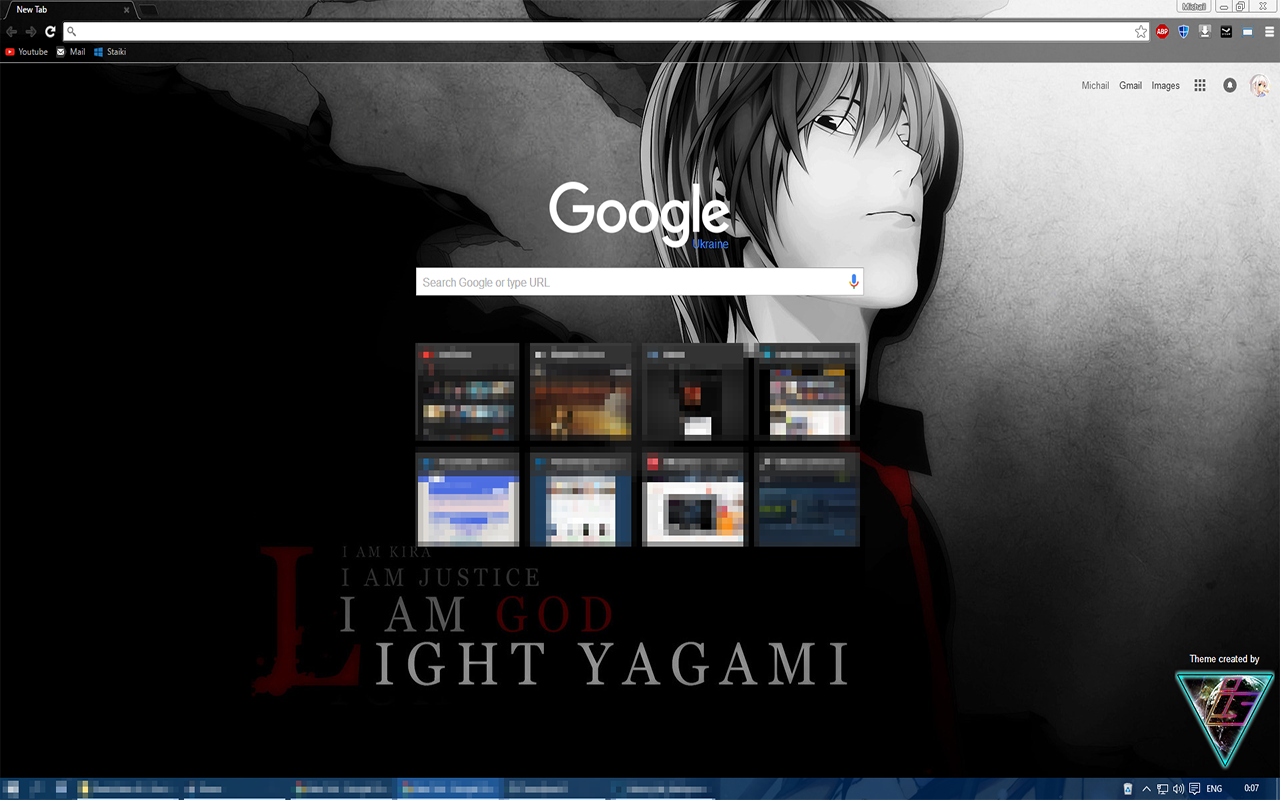 New Tab
Michail
Youtube Mail Staiki
ABP
Michail Gmail Images
Google
Ukraine
Search Google or type URL
I AM KIRA
I AM JUSTICE
I AM GOD
LIGHT YAGAMI
Theme created by
ENG 0:07